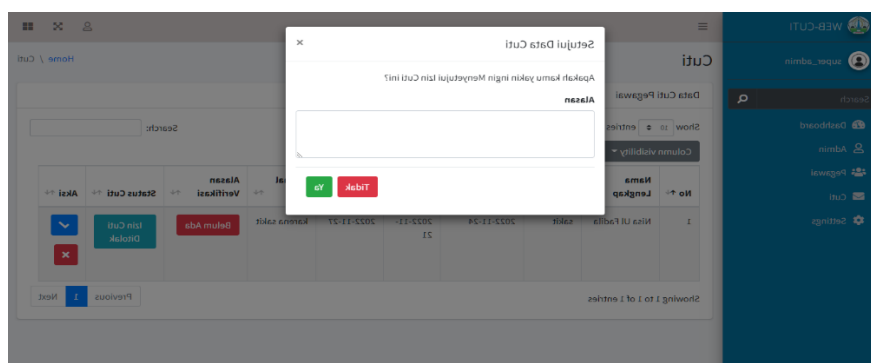 WEB-CUTI
super_admin
Search
Dashboard
Admin
Pegawai
Cuti
Settings
Cuti
Home / Cuti
Data Cuti Pegawai
Show 10 entries
Search:
Column visibility
No Nama Lengkap Alasan Verifikasi Status Cuti Aksi
1 Nisa Ul Fadila sakit 2022-11-24 2022-11-21 2022-11-27 karena sakit Belum Ada Izin Cuti Ditolak
Showing 1 to 1 of 1 entries
Previous 1 Next
Setujui Data Cuti
×
Apakah kamu yakin ingin Menyetujui Izin Cuti ini?
Alasan
Tidak Ya